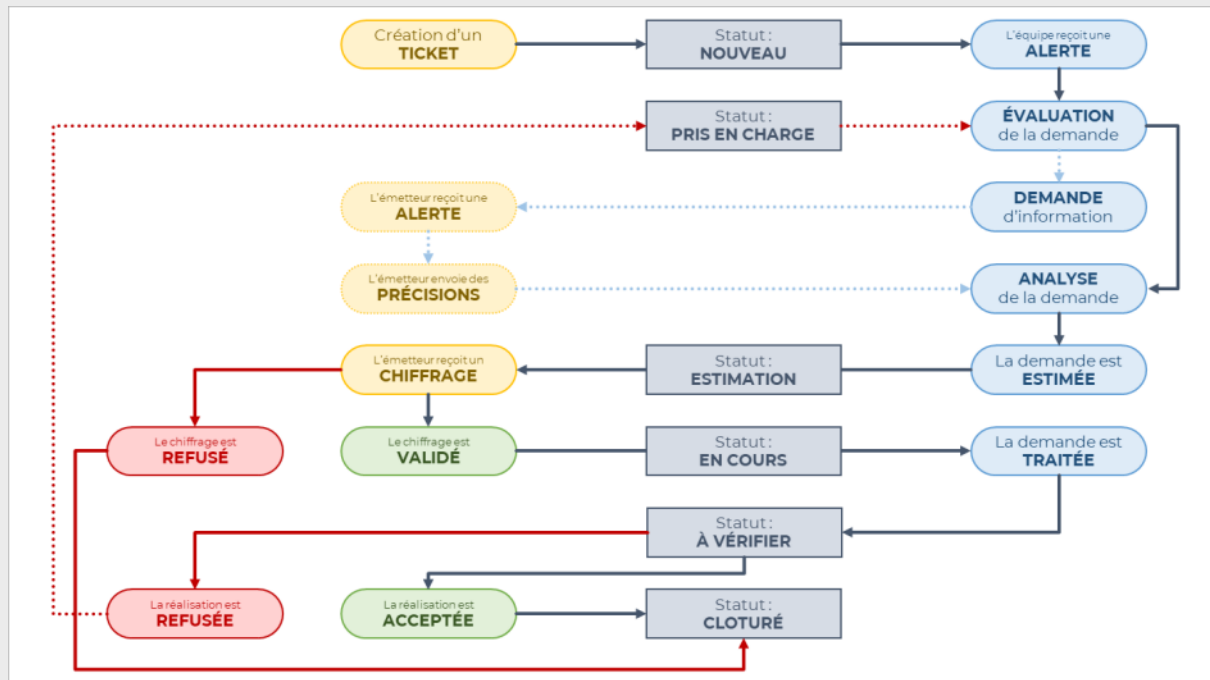 Création d'un
TICKET
Statut :
NOUVEAU
L'équipe reçoit une
ALERTE
Statut :
PRIS EN CHARGE
ÉVALUATION
de la demande
L'émetteur reçoit une
ALERTE
DEMANDE
d'information
L'émetteur envoie des
PRÉCISIONS
ANALYSE
de la demande
L'émetteur reçoit un
CHIFFRAGE
Statut :
ESTIMATION
La demande est
ESTIMÉE
Le chiffrage est
REFUSÉ
Le chiffrage est
VALIDÉ
Statut :
EN COURS
La demande est
TRAITÉE
Statut :
À VÉRIFIER
La réalisation est
REFUSÉE
La réalisation est
ACCEPTÉE
Statut :
CLOTURÉ